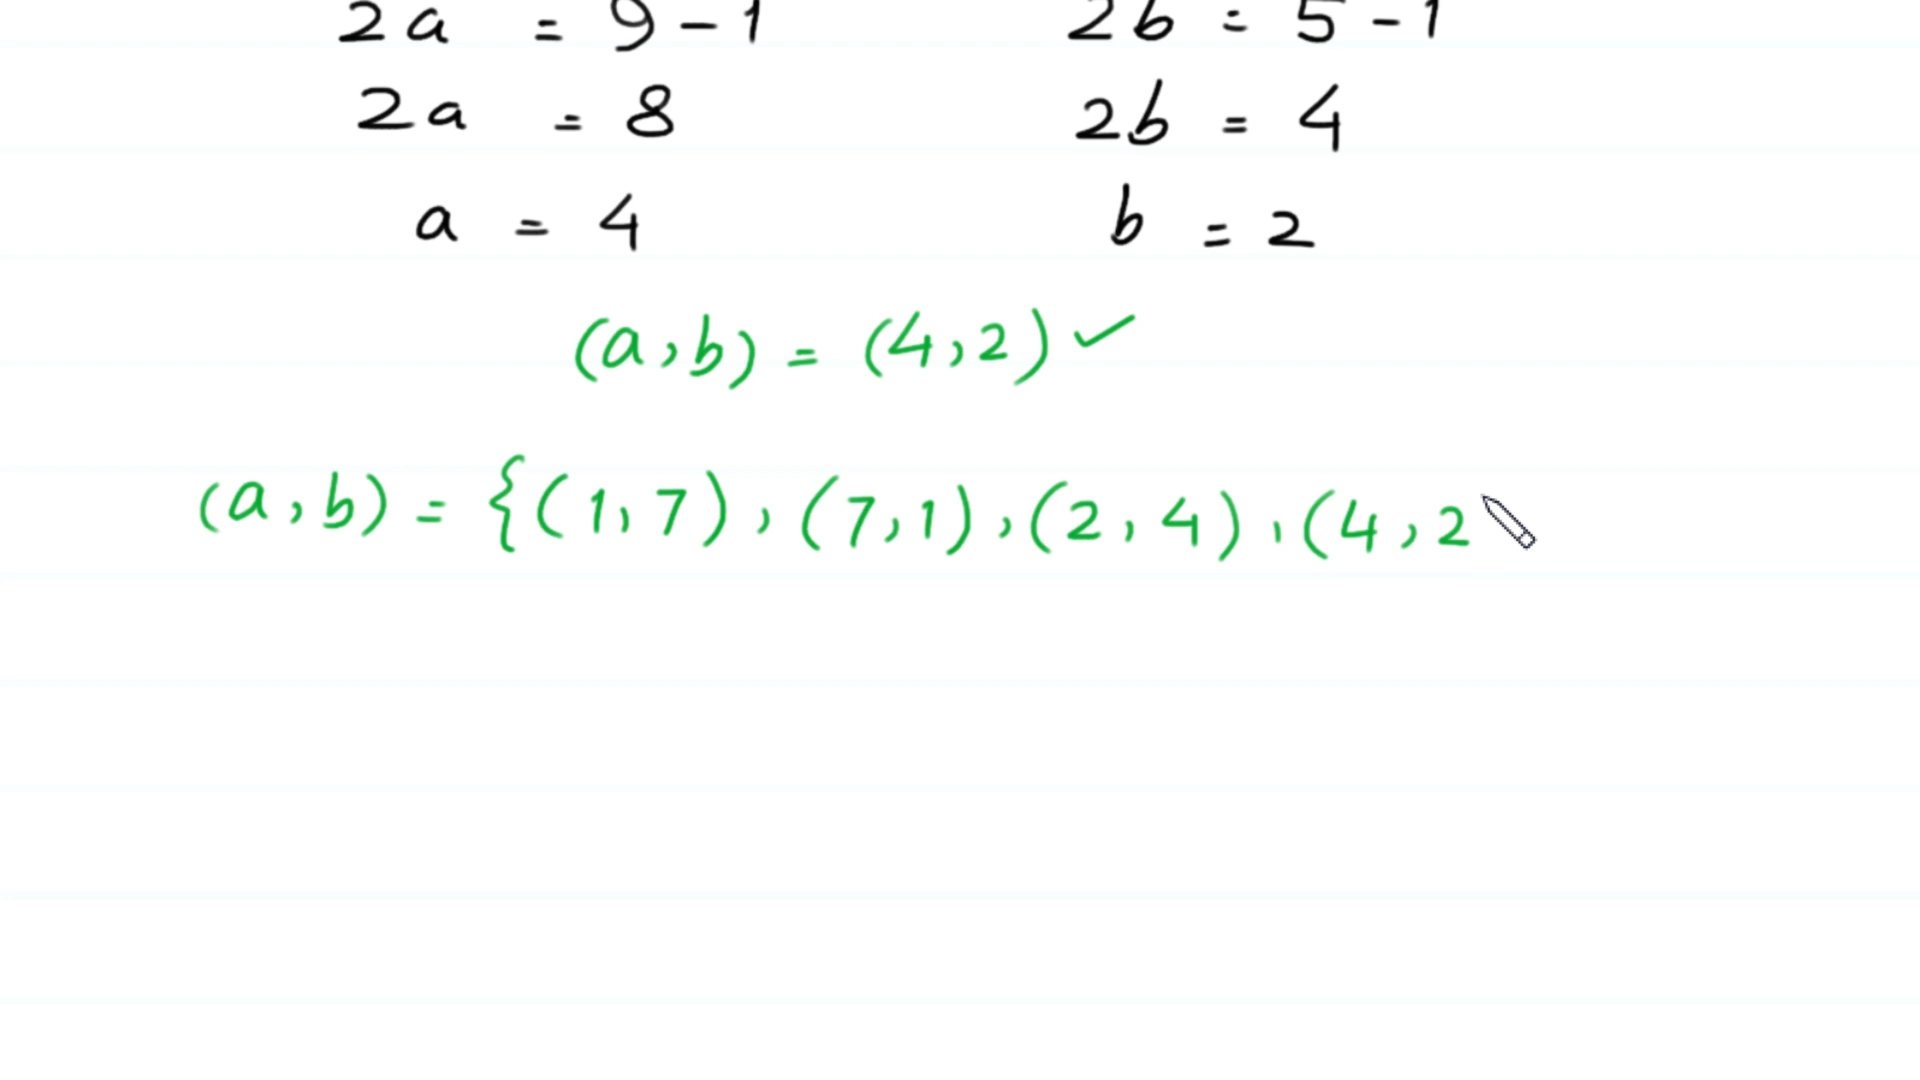 2a = 9 - 1 2b = 5 - 1
2a = 8 2b = 4
a = 4 b = 2
(a, b) = (4, 2) ✓
(a, b) = {(1, 7), (7, 1), (2, 4), (4, 2